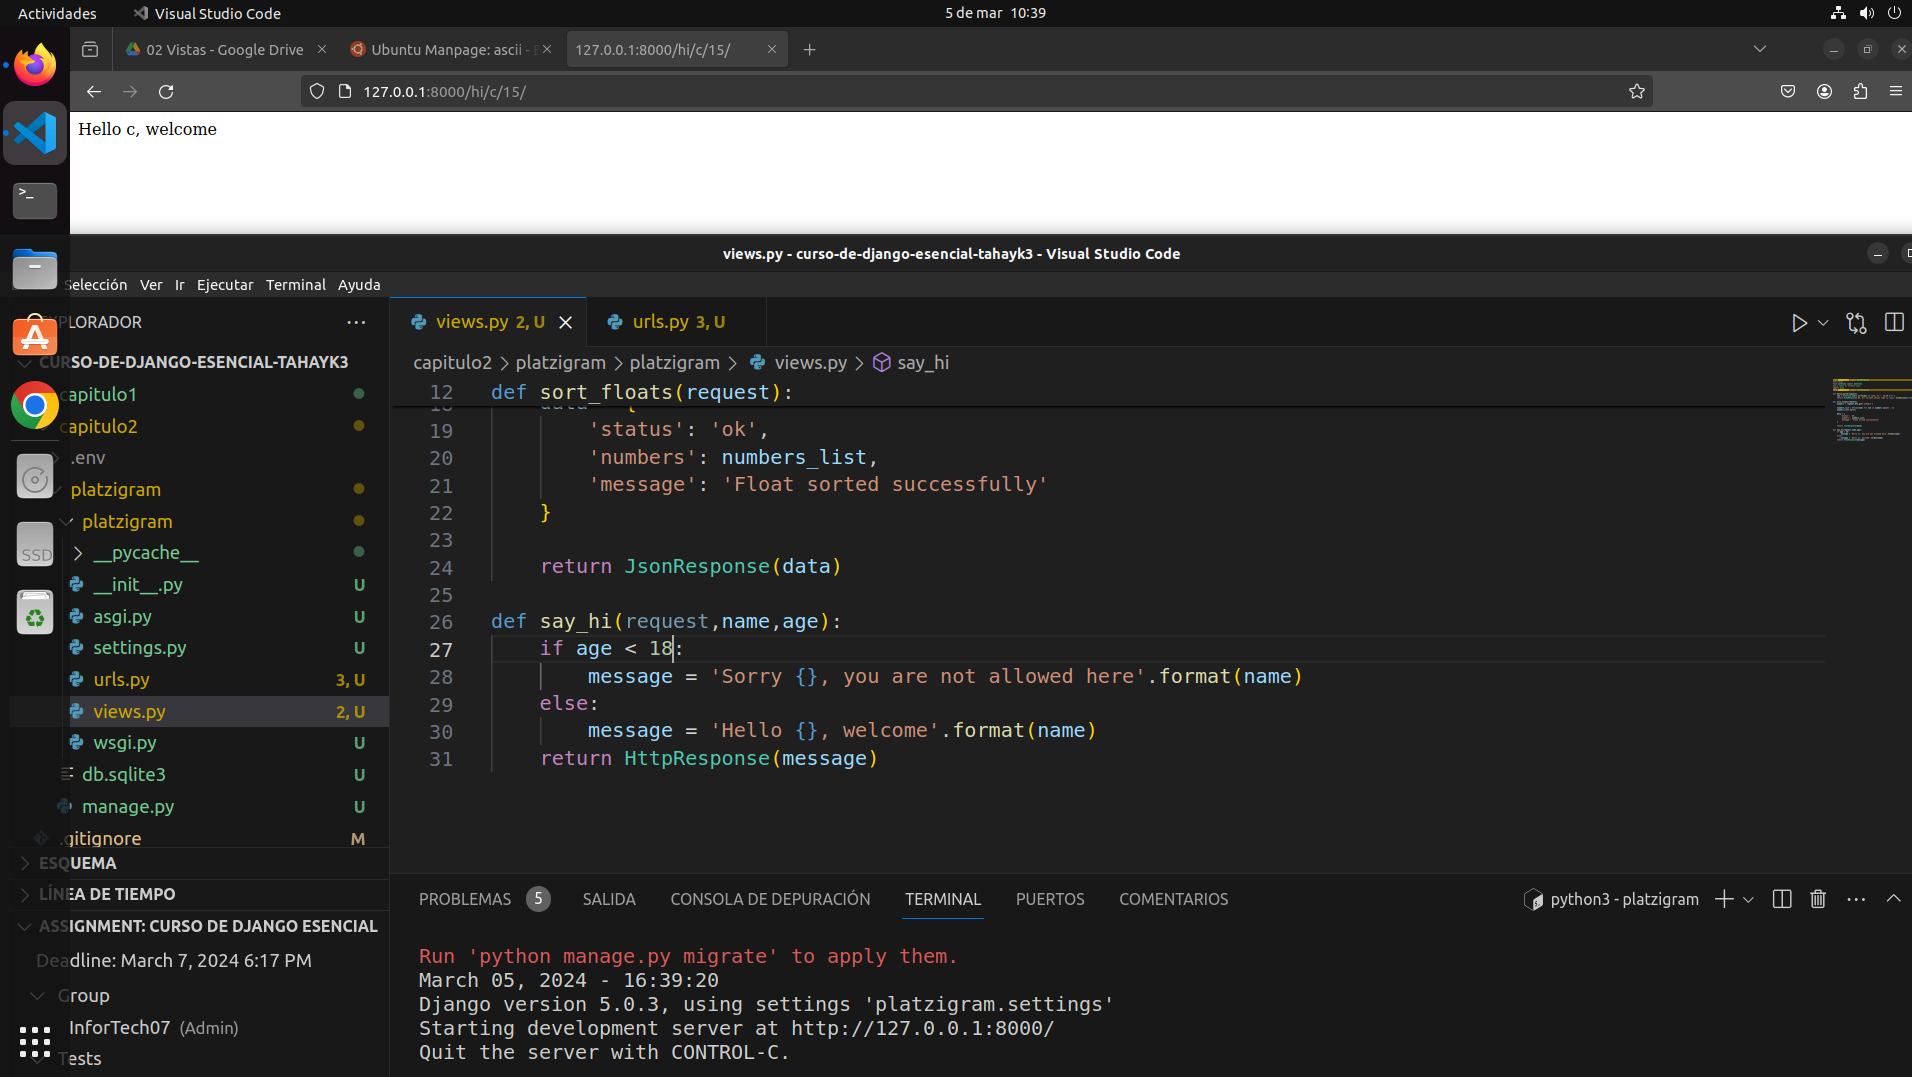 Actividades
Visual Studio Code
5 de mar 10:39
02 Vistas - Google Drive
Ubuntu Manpage: ascii -
127.0.0.1:8000/hi/c/15/
127.0.0.1:8000/hi/c/15/
Hello c, welcome
views.py - curso-de-django-esencial-tahayk3 - Visual Studio Code
Selección Ver Ir Ejecutar Terminal Ayuda
EXPLORADOR
CURSO-DE-DJANGO-ESENCIAL-TAHAYK3
capitulo1
capitulo2
.env
platzigram
platzigram
__pycache__
__init__.py U
asgi.py U
settings.py U
urls.py 3, U
views.py 2, U
wsgi.py U
db.sqlite3 U
manage.py U
.gitignore M
ESQUEMA
LÍNEA DE TIEMPO
ASSIGNMENT: CURSO DE DJANGO ESENCIAL
Deadline: March 7, 2024 6:17 PM
Group
InforTech07 (Admin)
Tests
SSD
views.py 2, U
urls.py 3, U
capitulo2 > platzigram > platzigram > views.py > say_hi
12 def sort_floats(request):
19 'status': 'ok',
20 'numbers': numbers_list,
21 'message': 'Float sorted successfully'
22 }
23
24 return JsonResponse(data)
25
26 def say_hi(request,name,age):
27 if age < 18:
28 message = 'Sorry {}, you are not allowed here'.format(name)
29 else:
30 message = 'Hello {}, welcome'.format(name)
31 return HttpResponse(message)
PROBLEMAS 5 SALIDA CONSOLA DE DEPURACIÓN TERMINAL PUERTOS COMENTARIOS
python3 - platzigram
Run 'python manage.py migrate' to apply them.
March 05, 2024 - 16:39:20
Django version 5.0.3, using settings 'platzigram.settings'
Starting development server at http://127.0.0.1:8000/
Quit the server with CONTROL-C.